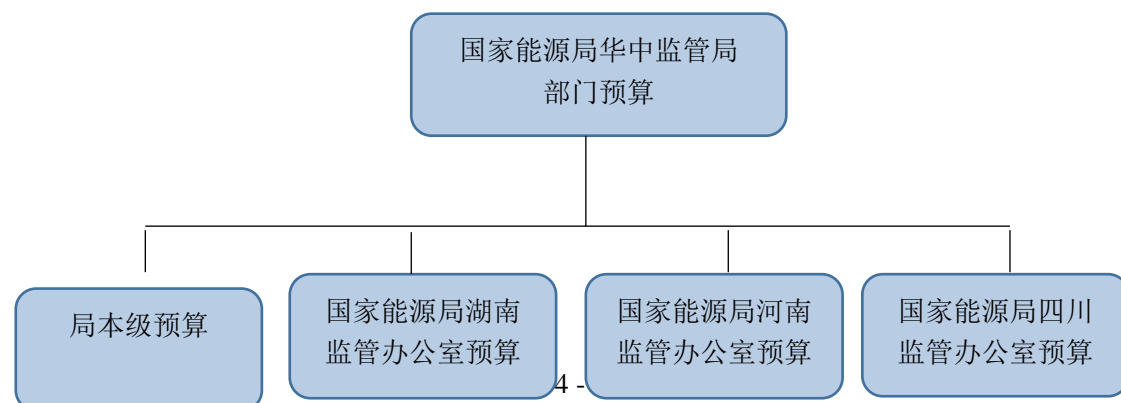 国家能源局华中监管局
部门预算
局本级预算
国家能源局湖南
监管办公室预算
国家能源局河南
监管办公室预算
国家能源局四川
监管办公室预算
4 -